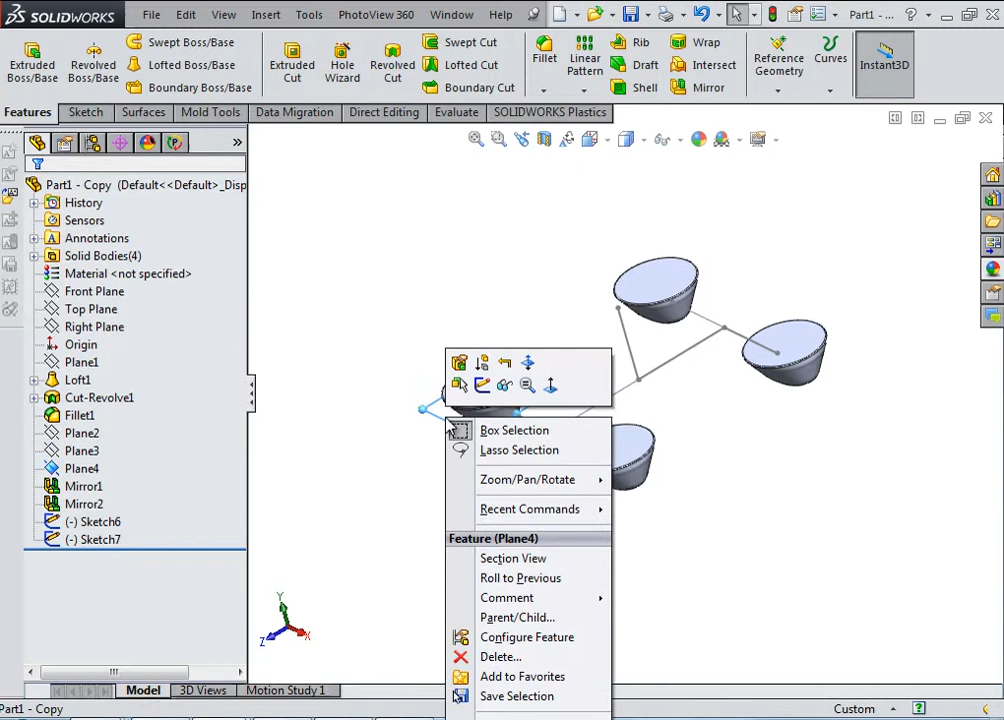 SOLIDWORKS File Edit View Insert Tools PhotoView 360 Window Help Part1 - ...
Extruded Boss/Base
Revolved Boss/Base
Swept Boss/Base
Lofted Boss/Base
Boundary Boss/Base
Extruded Cut
Hole Wizard
Revolved Cut
Swept Cut
Lofted Cut
Boundary Cut
Fillet
Linear Pattern
Rib
Draft
Shell
Wrap
Intersect
Mirror
Reference Geometry
Curves
Instant3D
Features Sketch Surfaces Mold Tools Data Migration Direct Editing Evaluate SOLIDWORKS Plastics
Part1 - Copy (Default<<Default>_Disp
History
Sensors
Annotations
Solid Bodies(4)
Material <not specified>
Front Plane
Top Plane
Right Plane
Origin
Plane1
Loft1
Cut-Revolve1
Fillet1
Plane2
Plane3
Plane4
Mirror1
Mirror2
(-) Sketch6
(-) Sketch7
Box Selection
Lasso Selection
Zoom/Pan/Rotate
Recent Commands
Feature (Plane4)
Section View
Roll to Previous
Comment
Parent/Child...
Configure Feature
Delete...
Add to Favorites
Save Selection
Y
Z
X
Model 3D Views Motion Study 1
Part1 - Copy
Custom